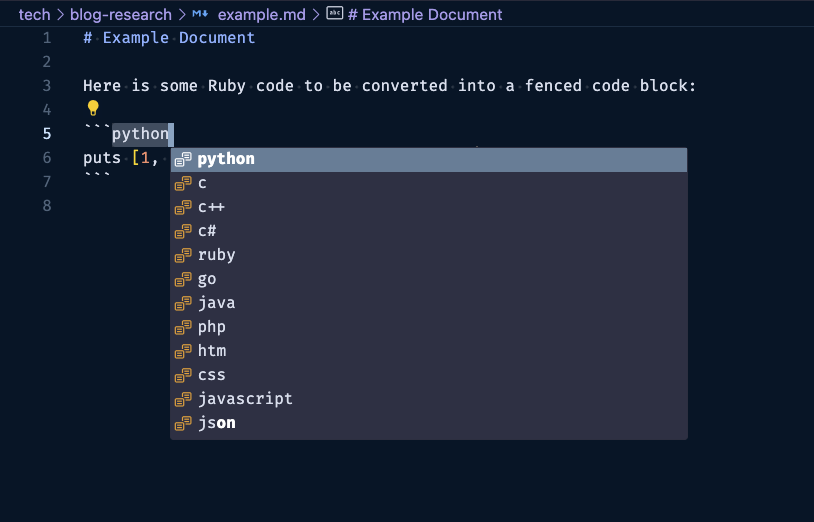 tech > blog-research > M↓ example.md > abc # Example Document
1 # Example Document
2
3 Here is some Ruby code to be converted into a fenced code block:
4
5 ```python
6 puts [1,
7 ```
8
python
c
c++
c#
ruby
go
java
php
htm
css
javascript
json